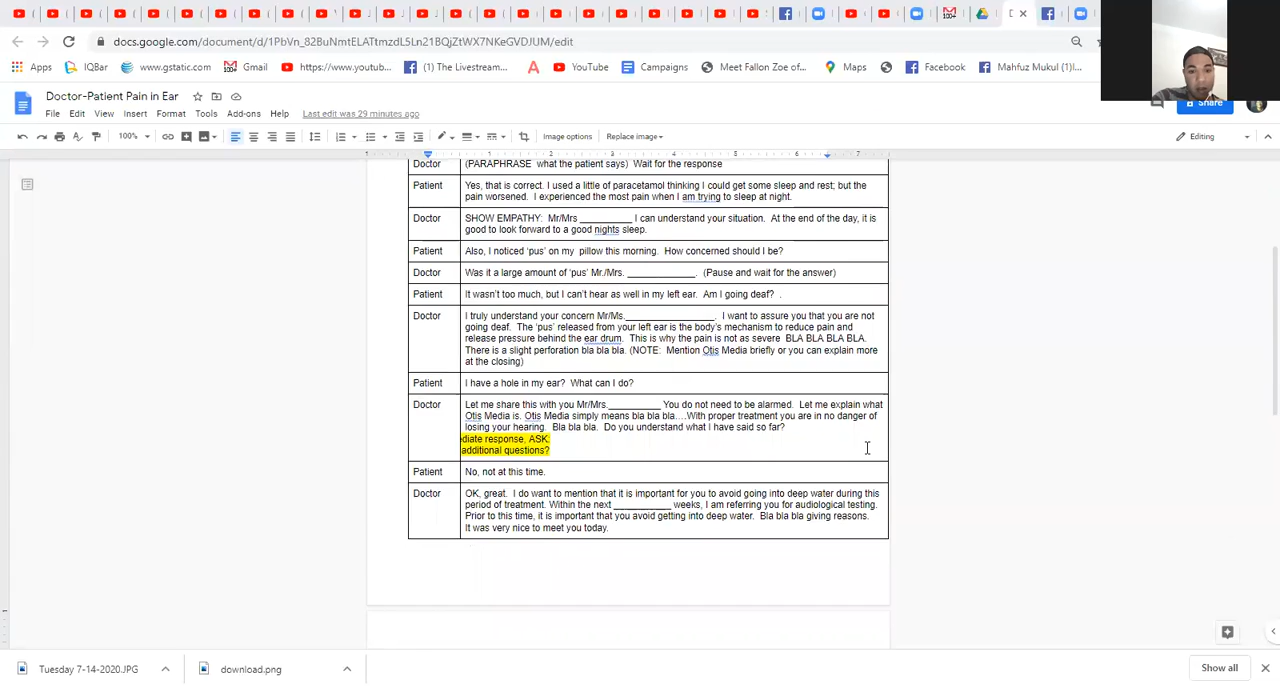 docs.google.com/document/d/1PbVn_82BuNmtELATtmzdL5Ln21BQjZtWX7NKeGVDJUM/edit
Apps IQBar www.gstatic.com Gmail https://www.youtub... (1) The Livestream... YouTube Campaigns Meet Fallon Zoe of... Maps Facebook Mahfuz Mukul (1)l...
Doctor-Patient Pain in Ear
File Edit View Insert Format Tools Add-ons Help Last edit was 29 minutes ago
Share
100% Image options Replace image Editing
1 2 3 4 5 6 7
Doctor (PARAPHRASE what the patient says) Wait for the response
Patient Yes, that is correct. I used a little of paracetamol thinking I could get some sleep and rest; but the
pain worsened. I experienced the most pain when I am trying to sleep at night.
Doctor SHOW EMPATHY: Mr/Mrs __________ I can understand your situation. At the end of the day, it is
good to look forward to a good nights sleep.
Patient Also, I noticed 'pus' on my pillow this morning. How concerned should I be?
Doctor Was it a large amount of 'pus' Mr./Mrs. _____________. (Pause and wait for the answer)
Patient It wasn't too much, but I can't hear as well in my left ear. Am I going deaf? .
Doctor I truly understand your concern Mr/Ms.__________________. I want to assure you that you are not
going deaf. The 'pus' released from your left ear is the body's mechanism to reduce pain and
release pressure behind the ear drum. This is why the pain is not as severe BLA BLA BLA BLA.
There is a slight perforation bla bla bla. (NOTE: Mention Otis Media briefly or you can explain more
at the closing)
Patient I have a hole in my ear? What can I do?
Doctor Let me share this with you Mr/Mrs.__________ You do not need to be alarmed. Let me explain what
Otis Media is. Otis Media simply means bla bla bla….With proper treatment you are in no danger of
losing your hearing. Bla bla bla. Do you understand what I have said so far?
diate response, ASK:
additional questions?
Patient No, not at this time.
Doctor OK, great. I do want to mention that it is important for you to avoid going into deep water during this
period of treatment. Within the next ___________ weeks, I am referring you for audiological testing.
Prior to this time, it is important that you avoid getting into deep water. Bla bla bla giving reasons.
It was very nice to meet you today.
Tuesday 7-14-2020.JPG download.png Show all